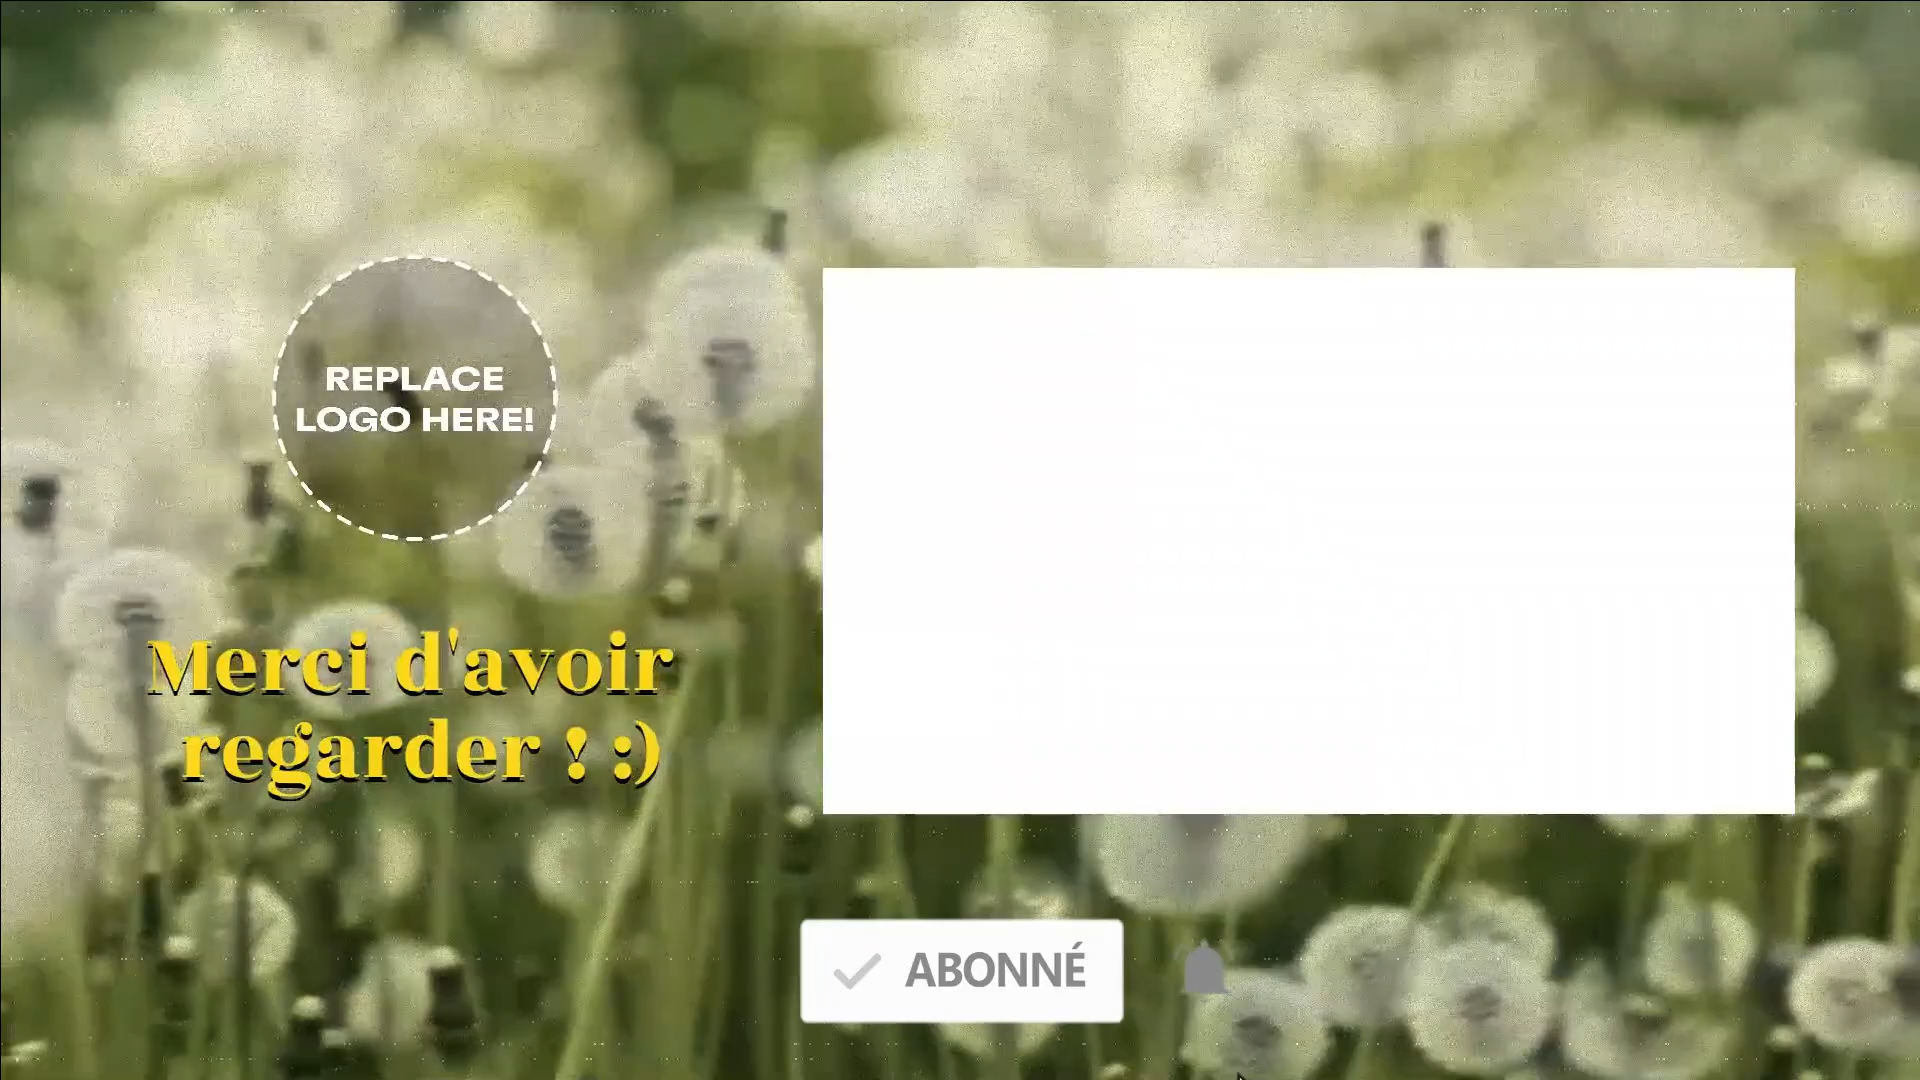 REPLACE
LOGO HERE!
Merci d'avoir
regarder ! :)
ABONNÉ